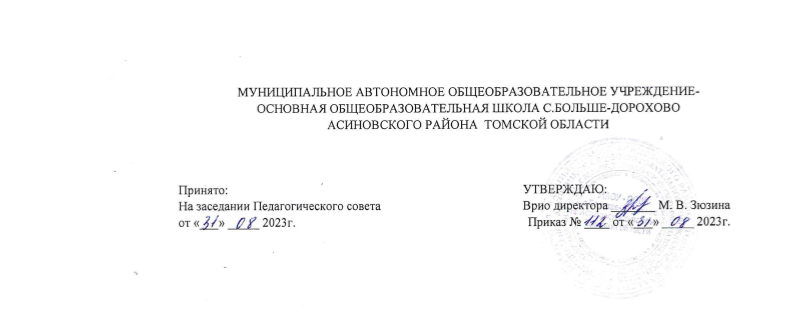 МУНИЦИПАЛЬНОЕ АВТОНОМНОЕ ОБЩЕОБРАЗОВАТЕЛЬНОЕ УЧРЕЖДЕНИЕ-
ОСНОВНАЯ ОБЩЕОБРАЗОВАТЕЛЬНАЯ ШКОЛА С.БОЛЬШЕ-ДОРОХОВО
АСИНОВСКОГО РАЙОНА ТОМСКОЙ ОБЛАСТИ
Принято:
На заседании Педагогического совета
от «31» 08 2023г.
УТВЕРЖДАЮ:
Врио директора ______ М. В. Зюзина
Приказ № 112 от «31» 08 2023г.